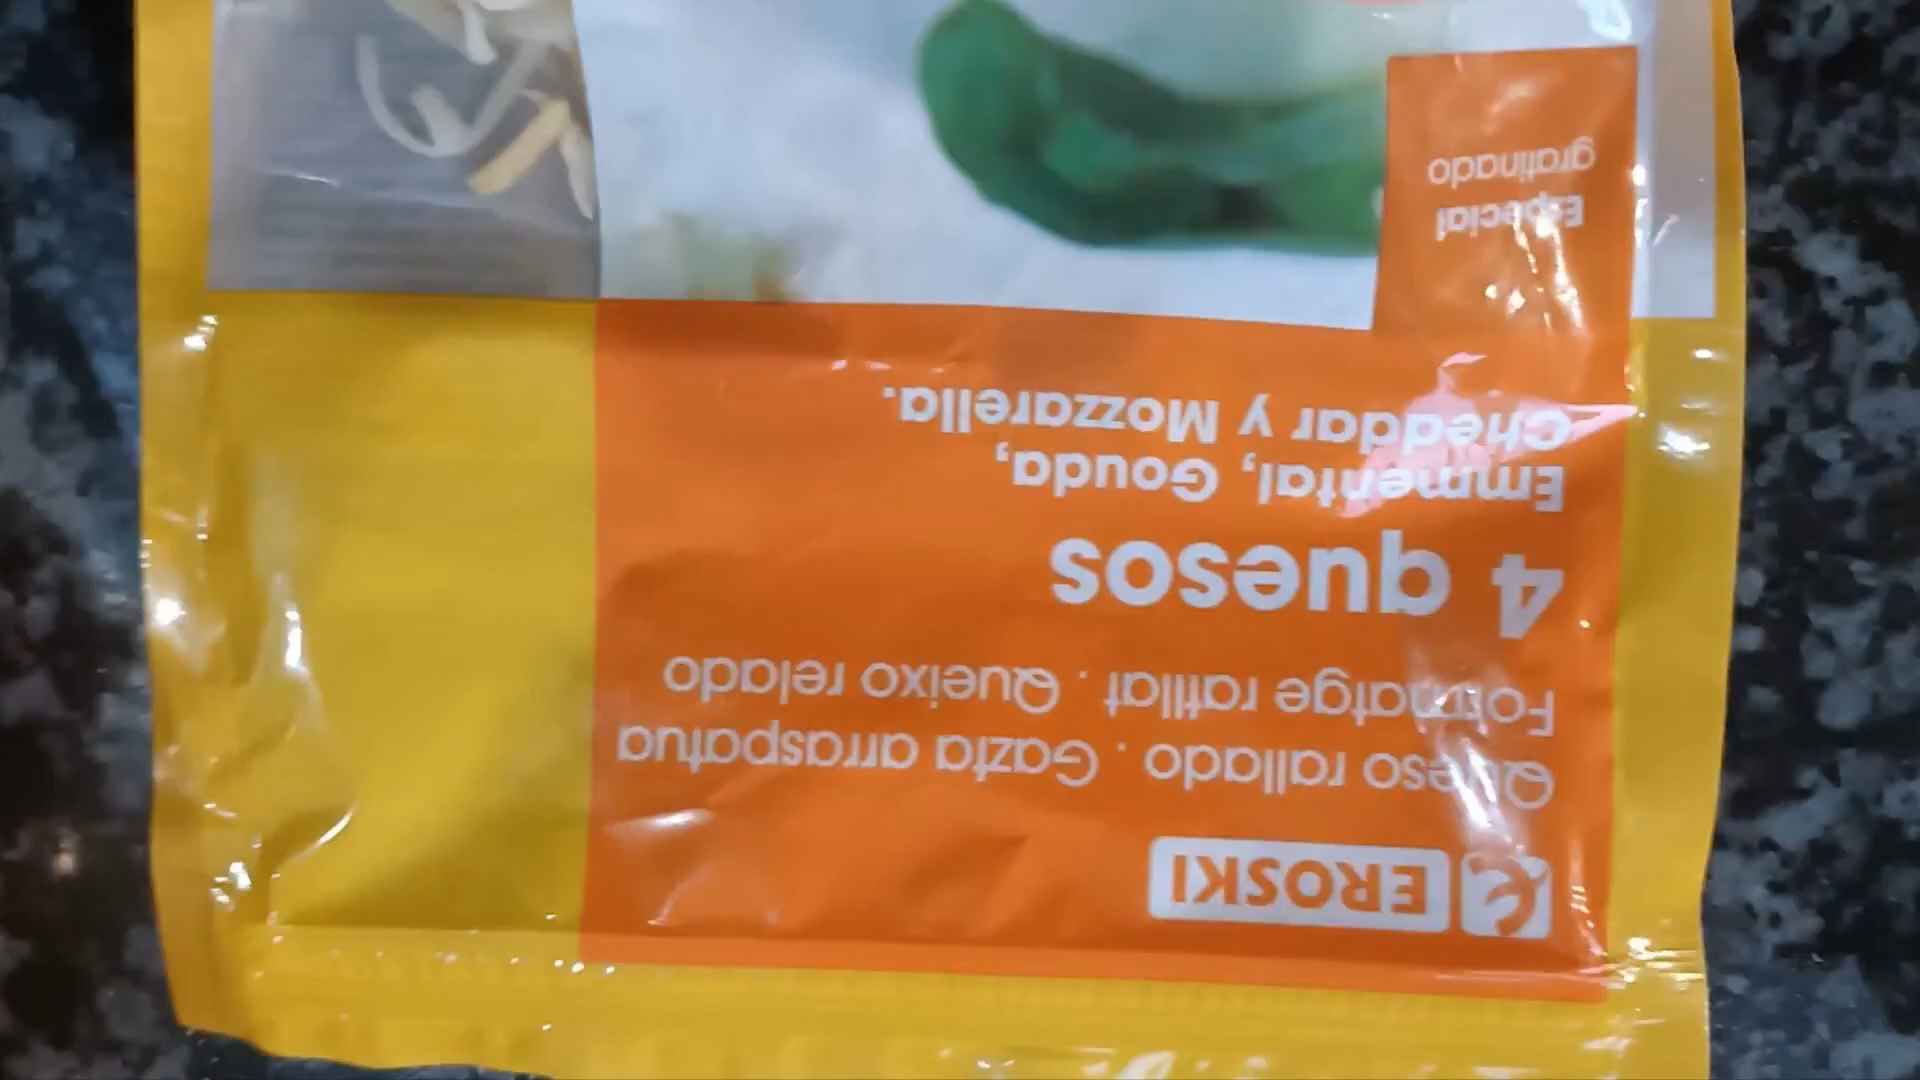 EROSKI
Queso rallado . Gazta arraspatua
Formatge ratllat . Queixo relado
4 quesos
Emmental, Gouda,
Cheddar y Mozzarella.
Especial
gratinado